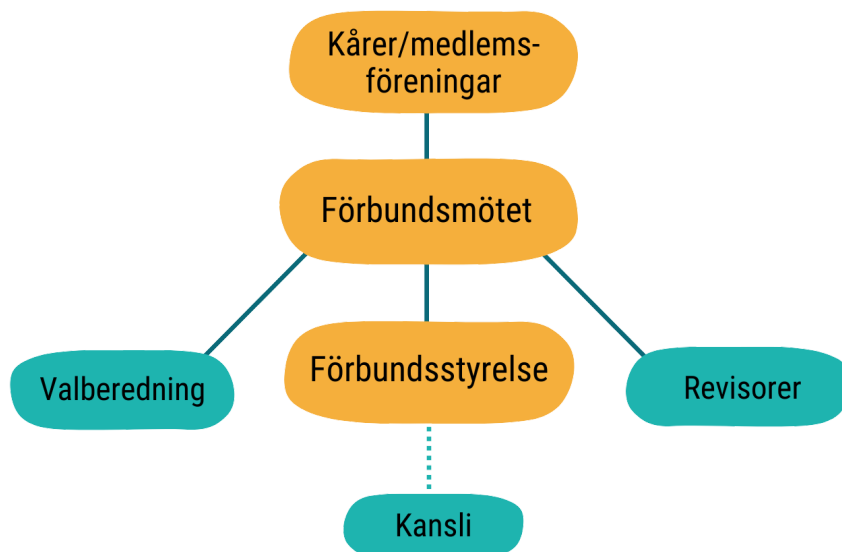 Kårer/medlems-
föreningar
Förbundsmötet
Valberedning
Förbundsstyrelse
Revisorer
Kansli